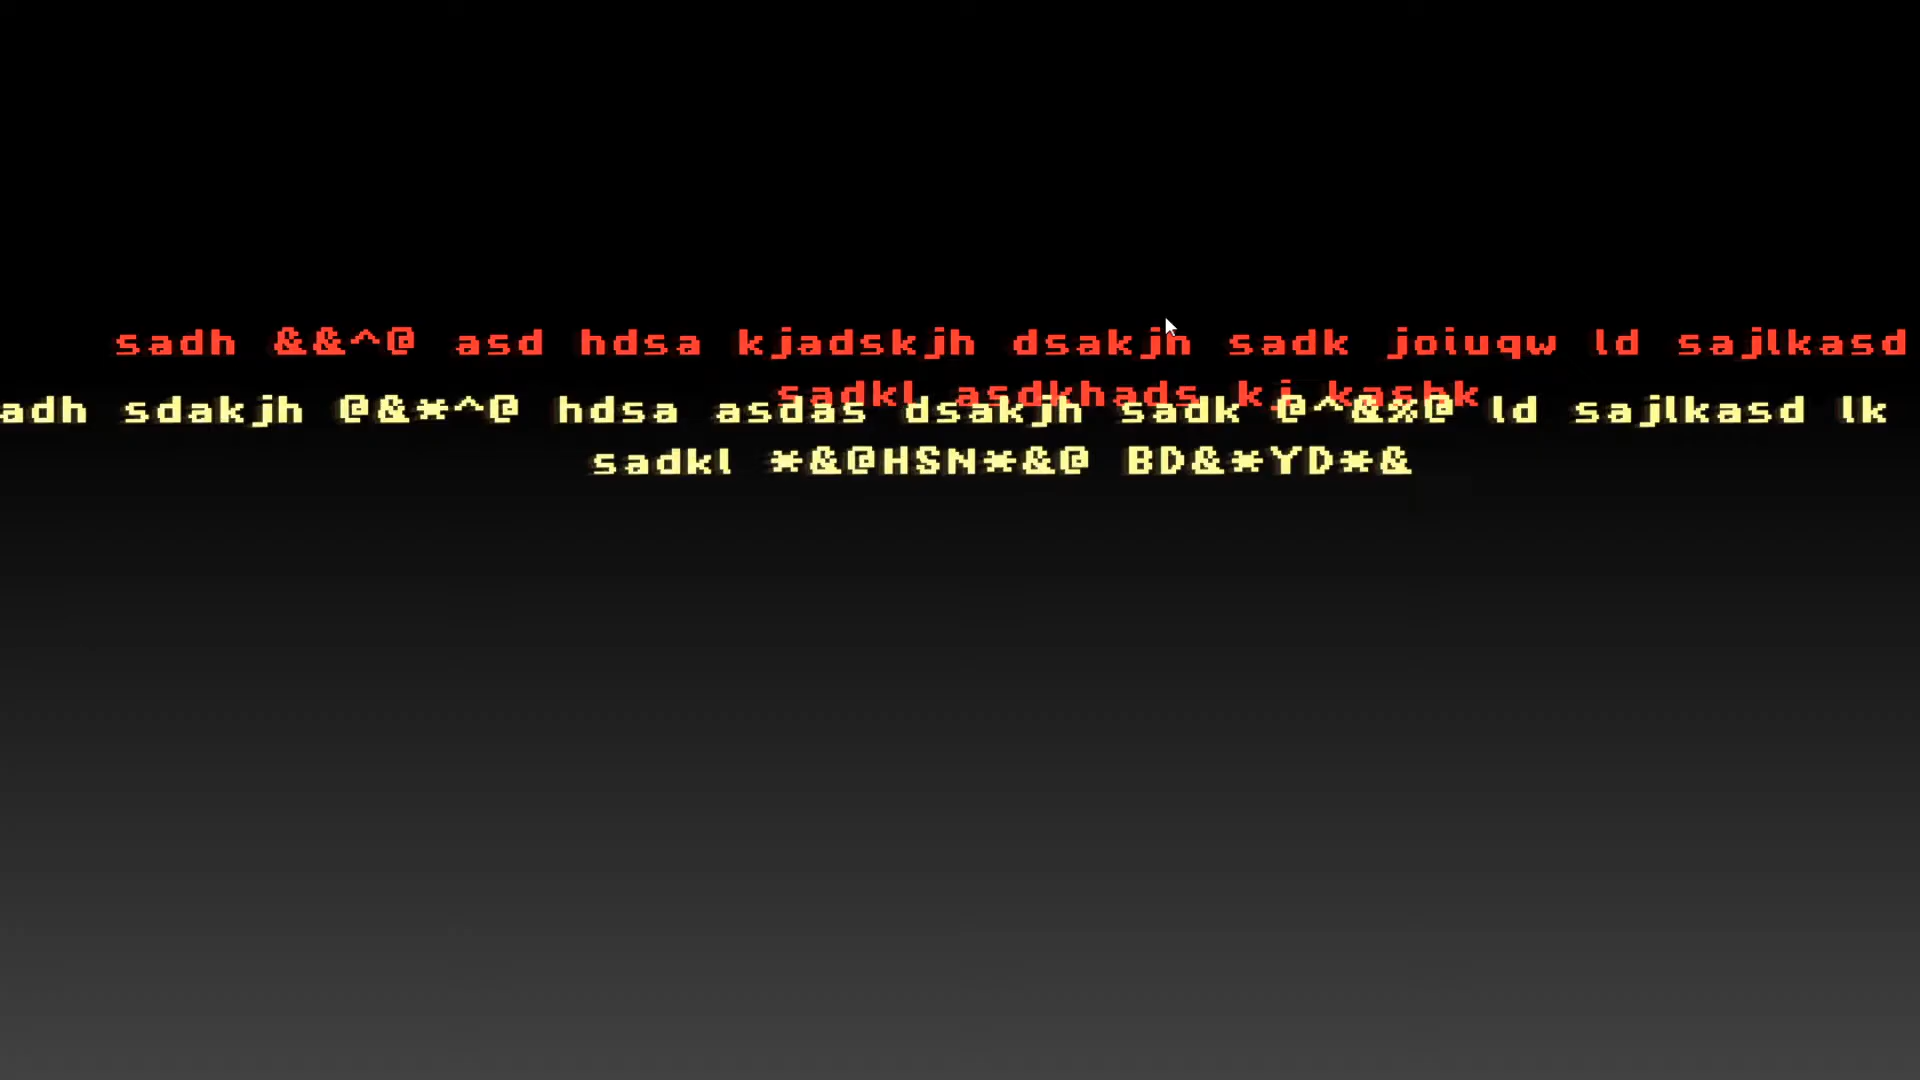 sadh &&^@ asd hdsa kjadskjh dsakjh sadk joiuqw ld sajlkasd
sadkl asdkhads kj kashk
adh sdakjh @&*^@ hdsa asdas dsakjh sadk @^&%@ ld sajlkasd lk
sadkl *&@HSN*&@ BD&*YD*&